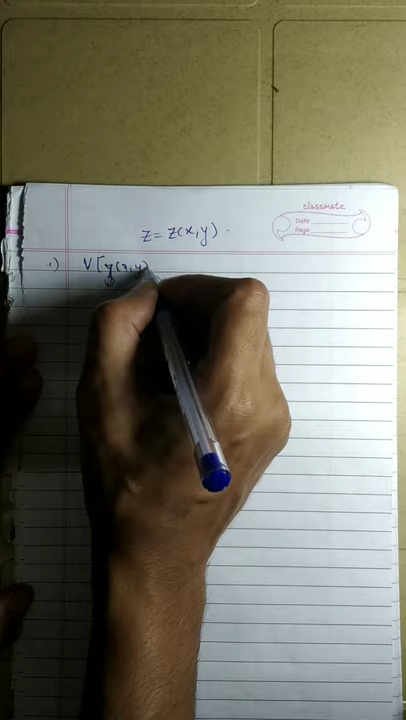 classmate
Date
Page
z = z(x,y).
1) V[y(x,y)